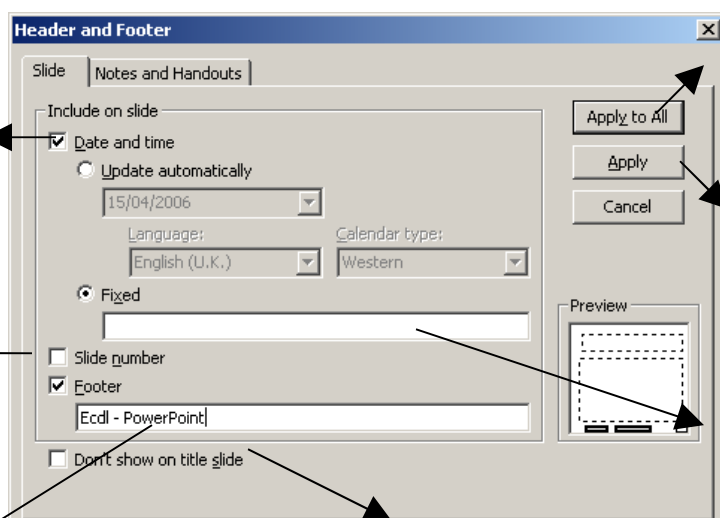 Header and Footer
Slide
Notes and Handouts
Include on slide
Date and time
Update automatically
15/04/2006
Language:
Calendar type:
English (U.K.)
Western
Fixed
Slide number
Footer
Ecdl - PowerPoint
Don't show on title slide
Apply to All
Apply
Cancel
Preview